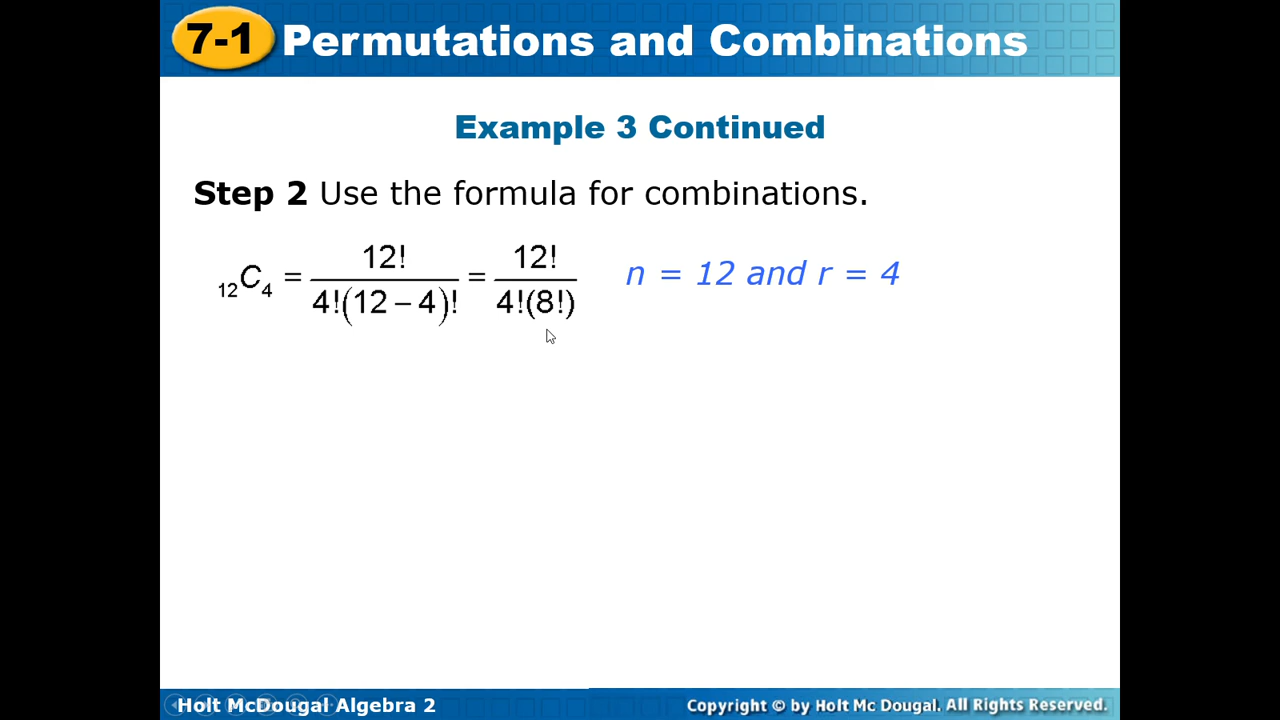 7-1 Permutations and Combinations
Example 3 Continued
Step 2 Use the formula for combinations.
₁₂C₄ = 12! / 4!(12 − 4)! = 12! / 4!(8!) n = 12 and r = 4
Holt McDougal Algebra 2 Copyright © by Holt Mc Dougal. All Rights Reserved.